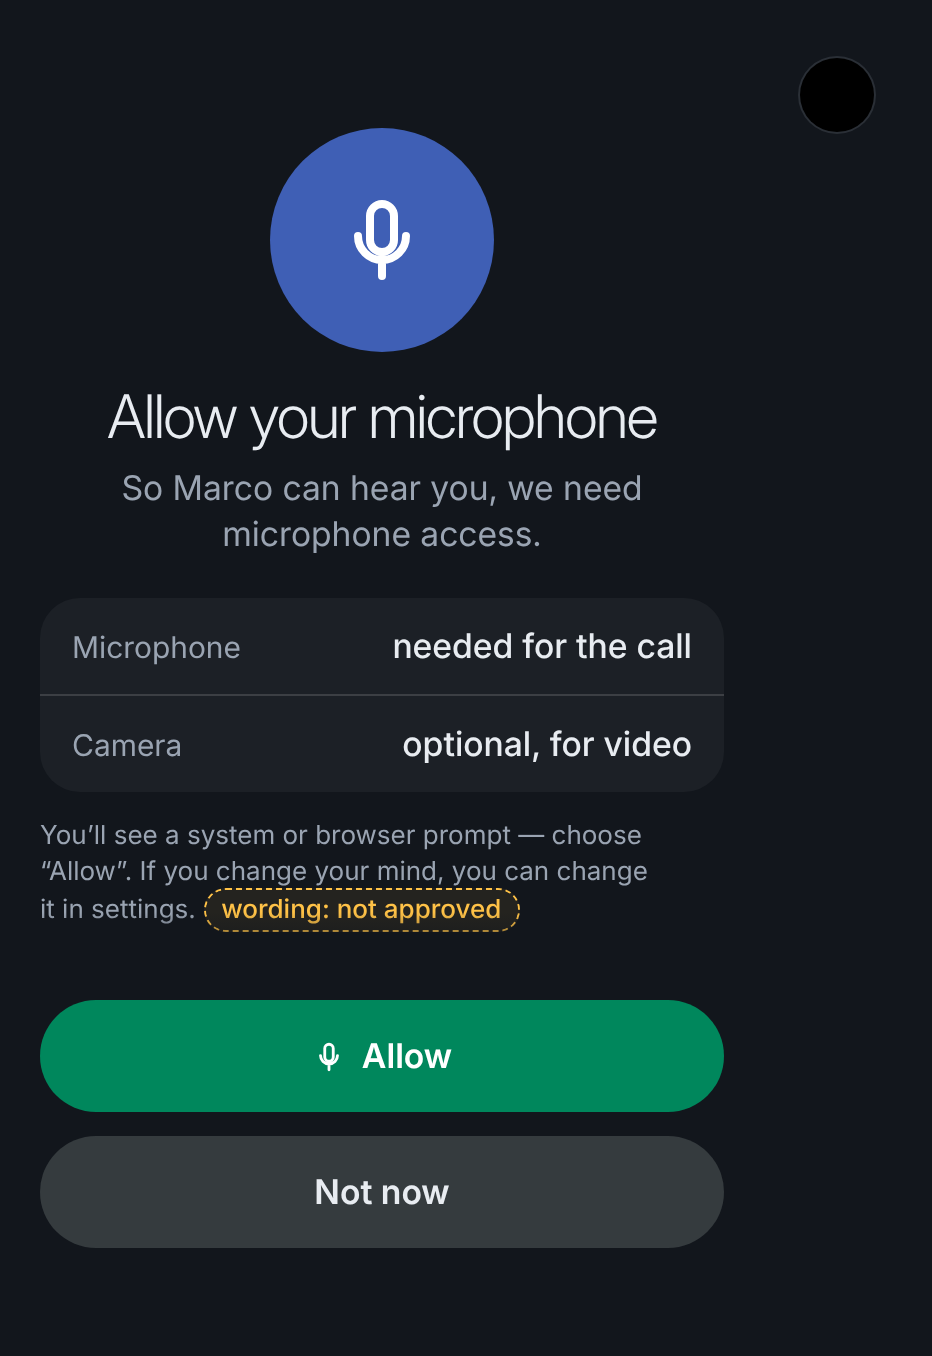 Allow your microphone
So Marco can hear you, we need
microphone access.
Microphone needed for the call
Camera optional, for video
You’ll see a system or browser prompt — choose
“Allow”. If you change your mind, you can change
it in settings. wording: not approved
Allow
Not now